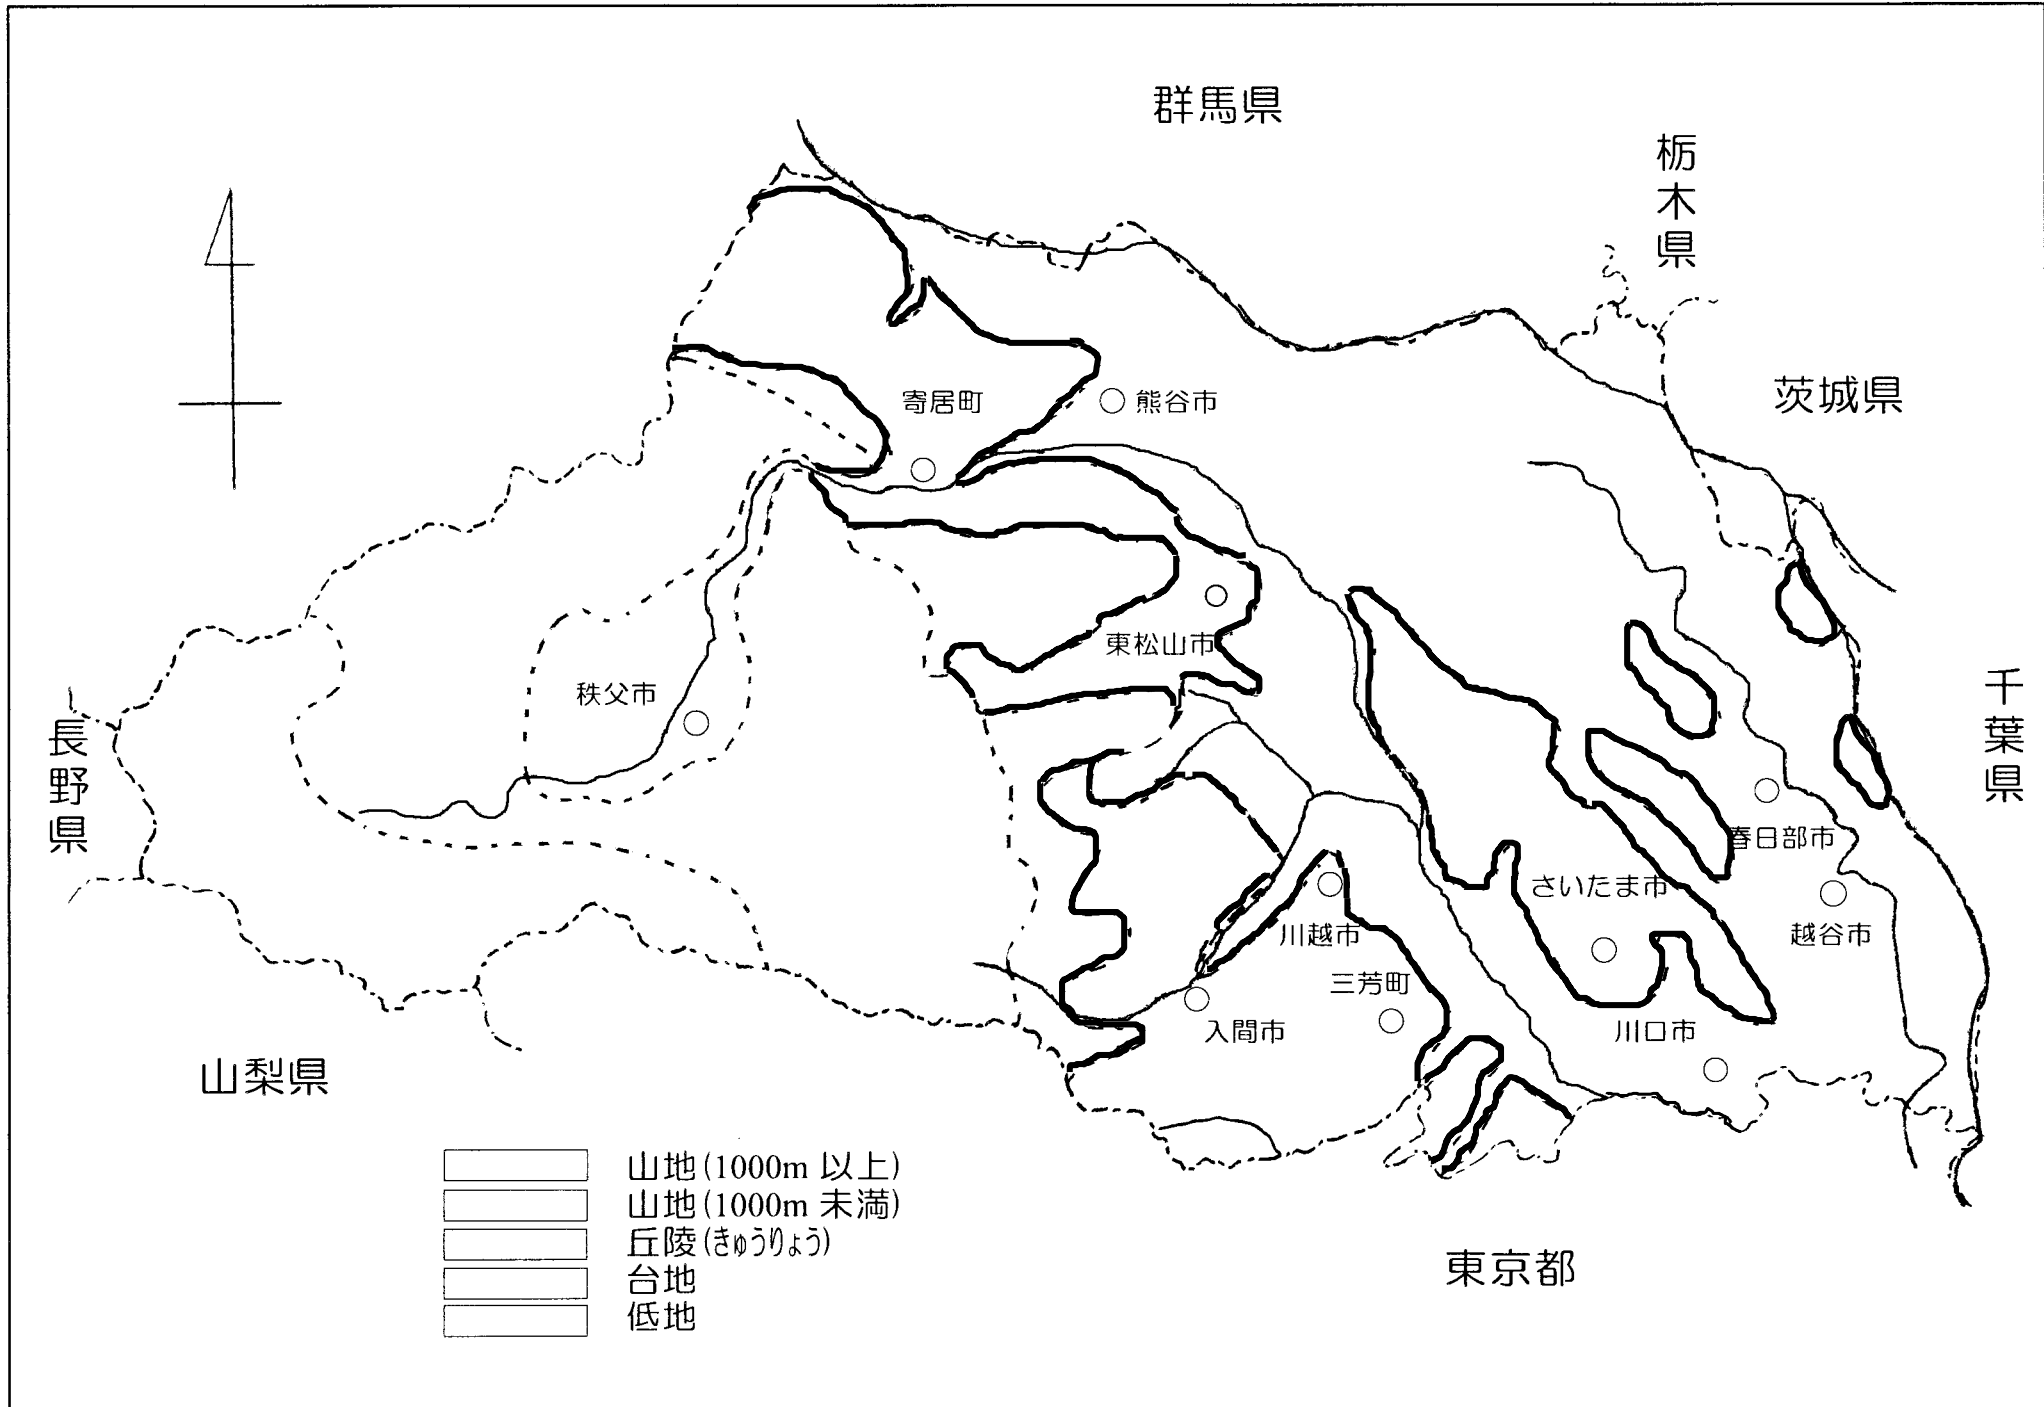 群馬県
栃木県
茨城県
寄居町
熊谷市
東松山市
秩父市
長野県
千葉県
春日部市
さいたま市
越谷市
川越市
三芳町
入間市
川口市
山梨県
山地(1000m 以上)
山地(1000m 未満)
丘陵(きゅうりょう)
台地
低地
東京都